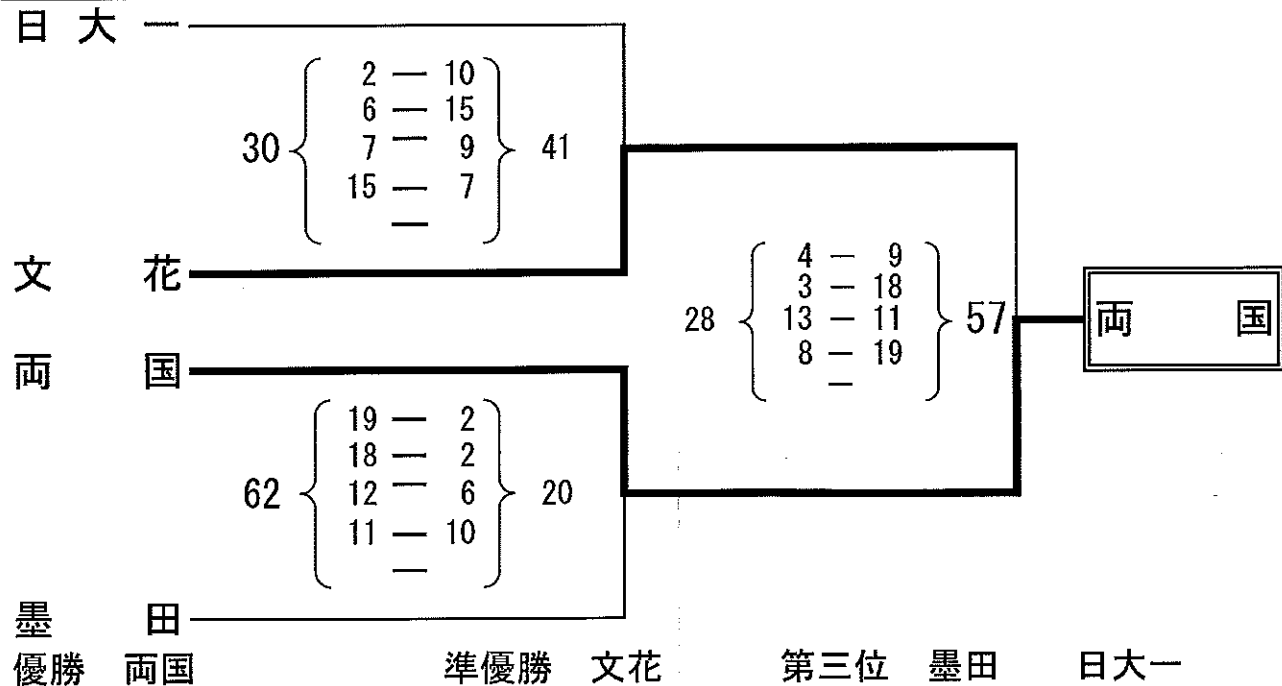 日大一
2 — 10
6 — 15
30 7 — 9 41
15 — 7
—
文花
4 — 9
3 — 18
28 13 — 11 57
8 — 19
—
両国
両国
19 — 2
18 — 2
62 12 — 6 20
11 — 10
—
墨田
優勝 両国 準優勝 文花 第三位 墨田 日大一